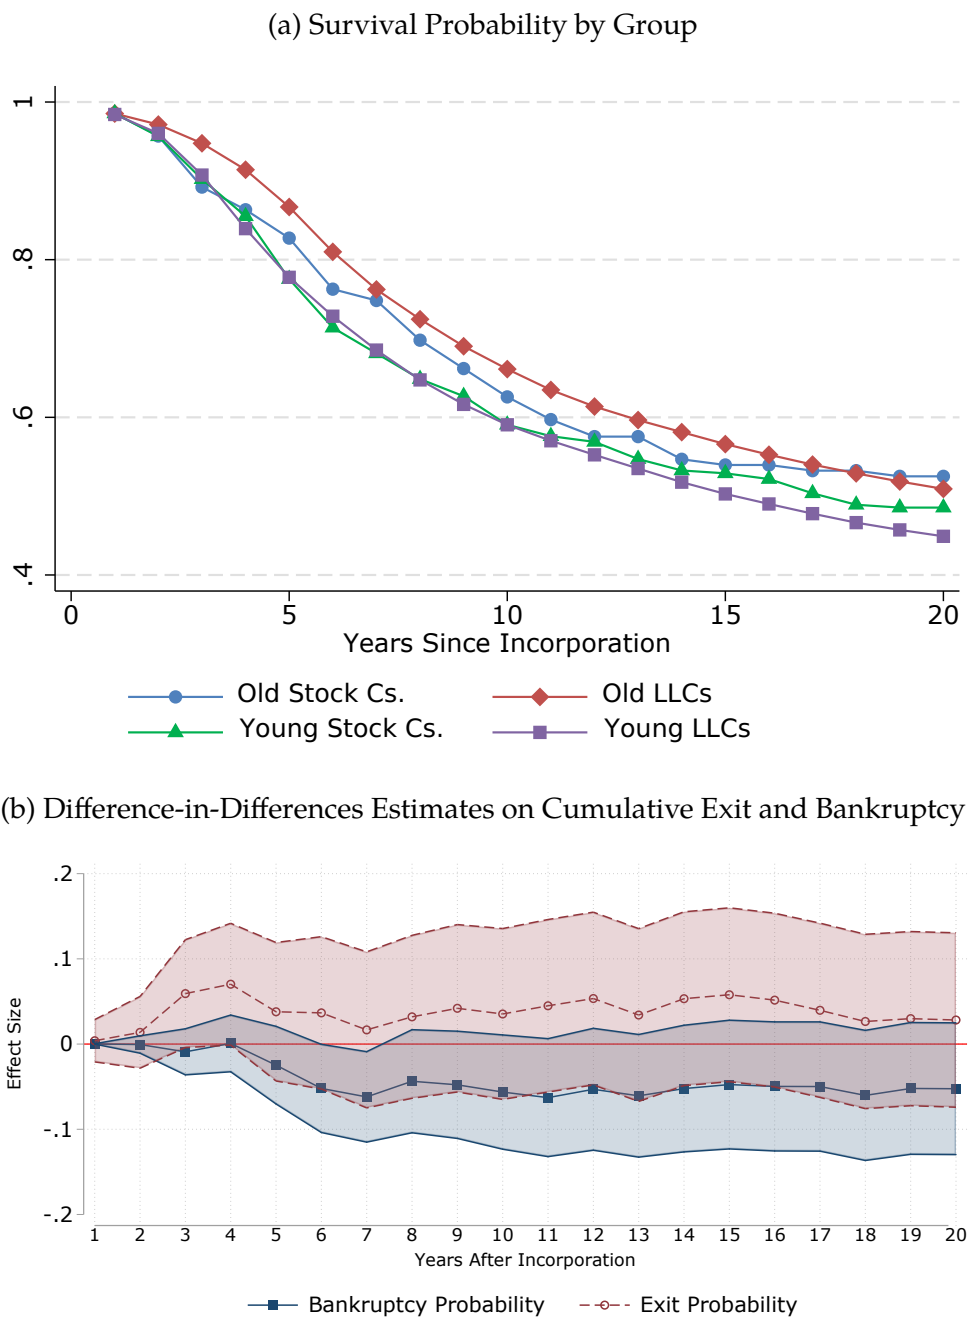 (a) Survival Probability by Group
1
.8
.6
.4
0 5 10 15 20
Years Since Incorporation
Old Stock Cs. Old LLCs
Young Stock Cs. Young LLCs
(b) Difference-in-Differences Estimates on Cumulative Exit and Bankruptcy
.2
.1
0
-.1
-.2
Effect Size
1 2 3 4 5 6 7 8 9 10 11 12 13 14 15 16 17 18 19 20
Years After Incorporation
Bankruptcy Probability Exit Probability